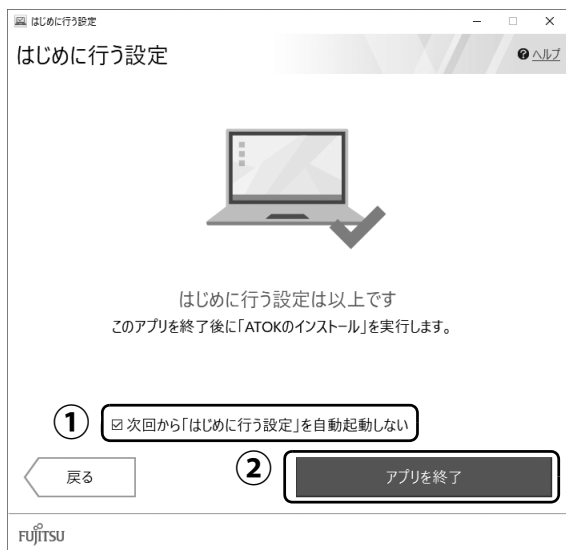 はじめに行う設定
はじめに行う設定
ヘルプ
はじめに行う設定は以上です
このアプリを終了後に「ATOKのインストール」を実行します。
① ☑ 次回から「はじめに行う設定」を自動起動しない
戻る ② アプリを終了
FUJITSU